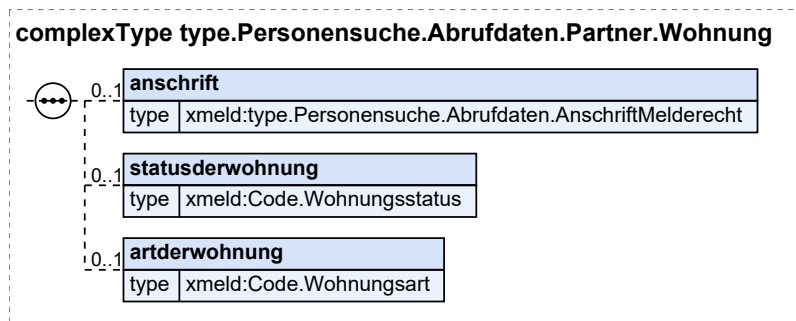 complexType type.Personensuche.Abrufdaten.Partner.Wohnung
0..1 anschrift
type xmeld:type.Personensuche.Abrufdaten.AnschriftMelderecht
0..1 statusderwohnung
type xmeld:Code.Wohnungsstatus
0..1 artderwohnung
type xmeld:Code.Wohnungsart